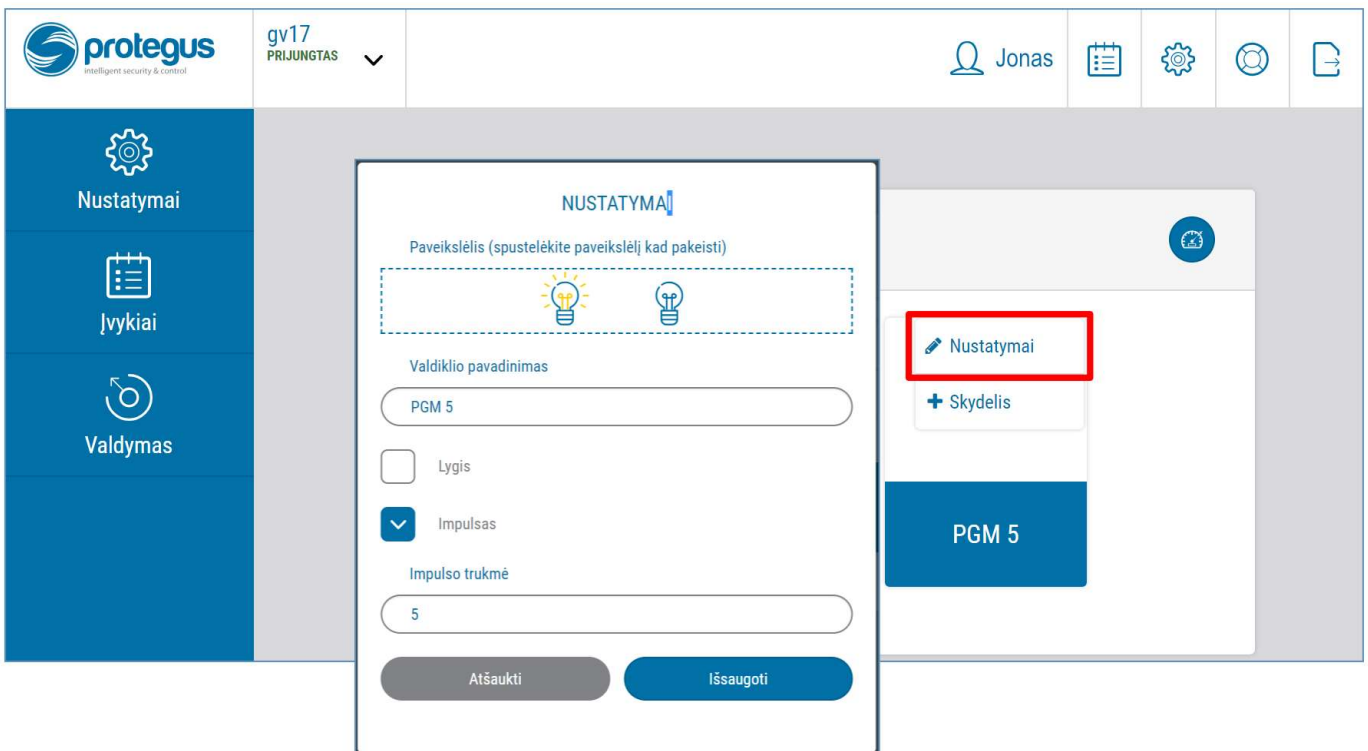 protegus
intelligent security & control
gv17
PRIJUNGTAS
Jonas
Nustatymai
Įvykiai
Valdymas
NUSTATYMAI
Paveikslėlis (spustelėkite paveikslėlį kad pakeisti)
Valdiklio pavadinimas
PGM 5
Lygis
Impulsas
Impulso trukmė
5
Atšaukti
Išsaugoti
Nustatymai
Skydelis
PGM 5